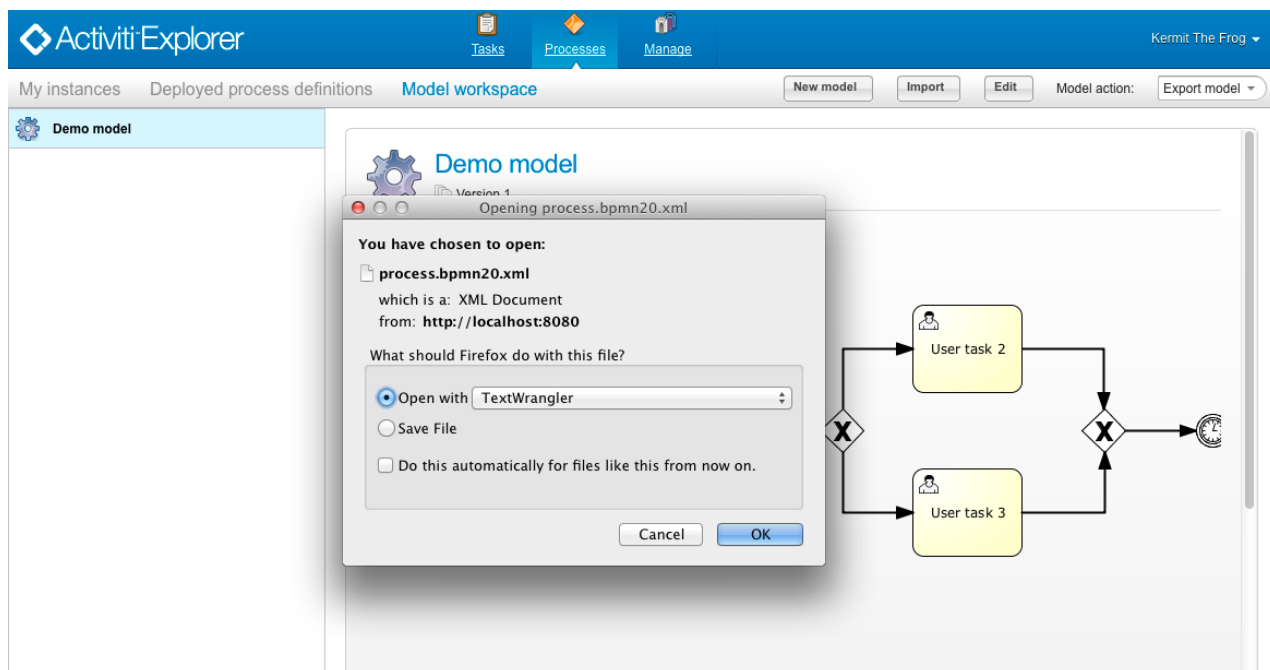 Activiti Explorer
Tasks
Processes
Manage
Kermit The Frog
My instances
Deployed process definitions
Model workspace
New model
Import
Edit
Model action:
Export model
Demo model
Demo model
Version 1
Opening process.bpmn20.xml
You have chosen to open:
process.bpmn20.xml
which is a: XML Document
from: http://localhost:8080
What should Firefox do with this file?
Open with TextWrangler
Save File
Do this automatically for files like this from now on.
Cancel
OK
User task 2
X
X
User task 3